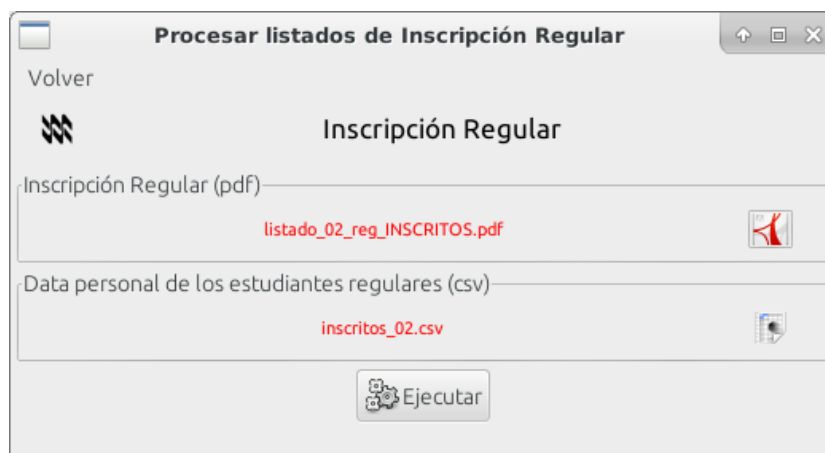 Procesar listados de Inscripción Regular
Volver
Inscripción Regular
Inscripción Regular (pdf)
listado_02_reg_INSCRITOS.pdf
Data personal de los estudiantes regulares (csv)
inscritos_02.csv
Ejecutar